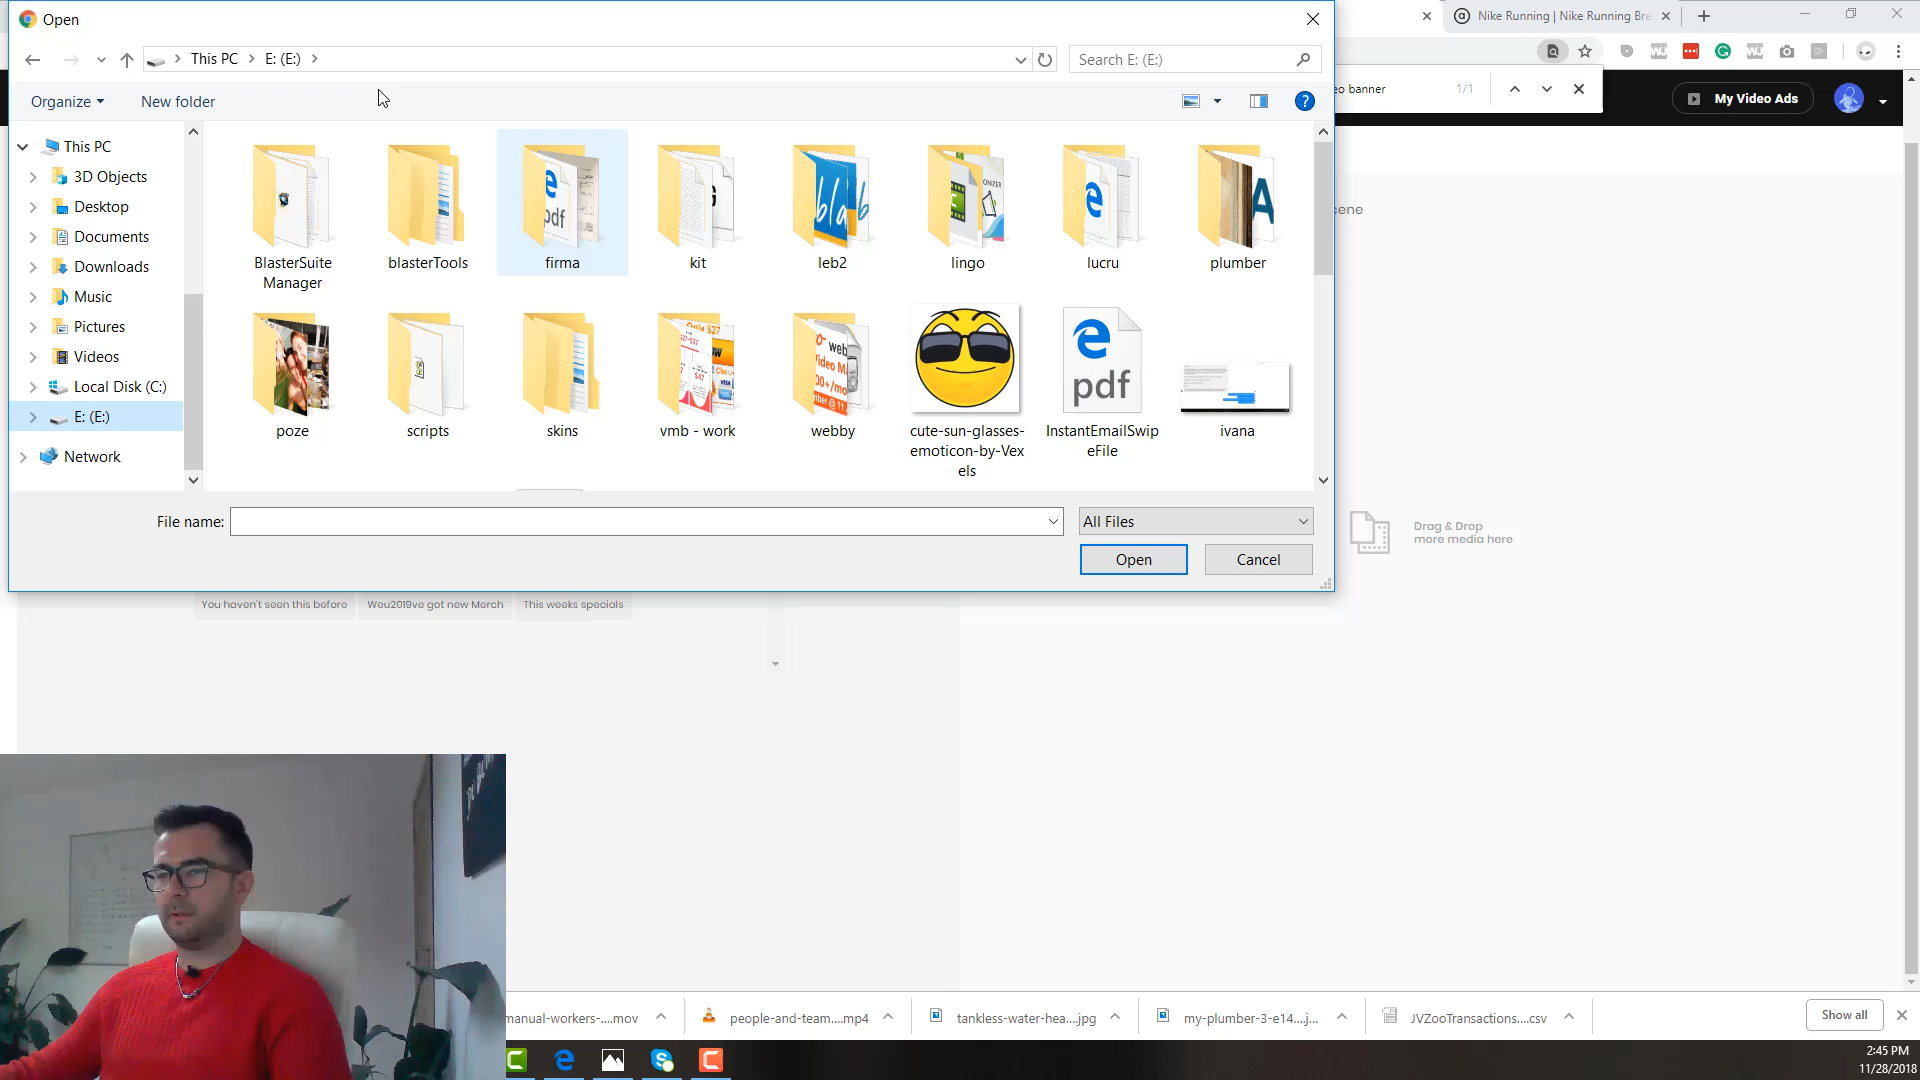 Open
Nike Running | Nike Running Bre
This PC > E: (E:) >
Search E: (E:)
eo banner
1/1
Organize
New folder
My Video Ads
This PC
3D Objects
Desktop
Documents
Downloads
Music
Pictures
Videos
Local Disk (C:)
E: (E:)
Network
BlasterSuite
Manager
blasterTools
firma
kit
leb2
lingo
lucru
plumber
poze
scripts
skins
vmb - work
webby
cute-sun-glasses-
emoticon-by-Vex
els
InstantEmailSwip
eFile
ivana
cene
File name:
All Files
Open
Cancel
Drag & Drop
more media here
You haven't seen this before
Weu2019ve got new Merch
This weeks specials
manual-workers-....mov
people-and-team....mp4
tankless-water-hea....jpg
my-plumber-3-e14....j...
JVZooTransactions....csv
Show all
2:45 PM
11/28/2018